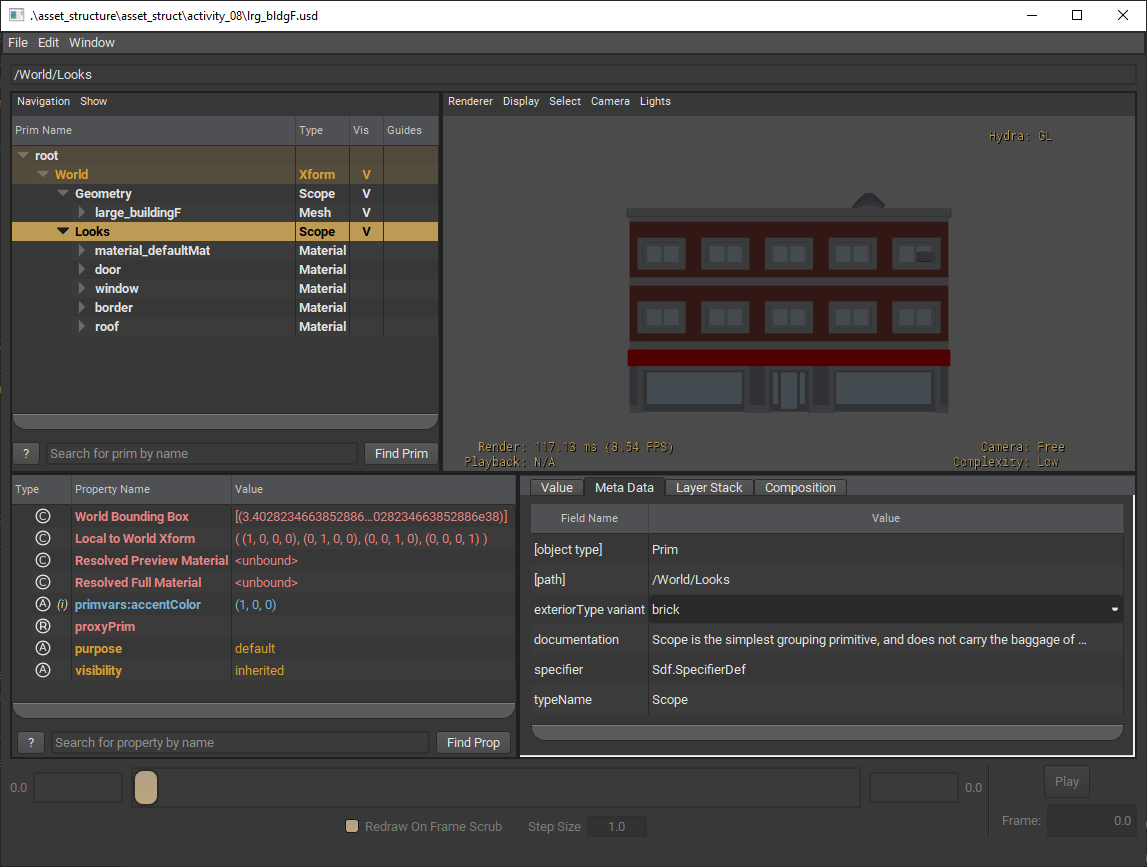 .\asset_structure\asset_struct\activity_08\lrg_bldgF.usd
File Edit Window
/World/Looks
Navigation Show
Prim Name Type Vis Guides
root
World Xform V
Geometry Scope V
large_buildingF Mesh V
Looks Scope V
material_defaultMat Material
door Material
window Material
border Material
roof Material
? Search for prim by name Find Prim
Renderer Display Select Camera Lights
Hydra: GL
Render: 117.13 ms (8.54 FPS)
Playback: N/A
Camera: Free
Complexity: Low
Type Property Name Value
C World Bounding Box [(3.4028234663852886...028234663852886e38)]
C Local to World Xform ( (1, 0, 0, 0), (0, 1, 0, 0), (0, 0, 1, 0), (0, 0, 0, 1) )
C Resolved Preview Material <unbound>
C Resolved Full Material <unbound>
A (i) primvars:accentColor (1, 0, 0)
R proxyPrim
A purpose default
A visibility inherited
? Search for property by name Find Prop
Value Meta Data Layer Stack Composition
Field Name Value
[object type] Prim
[path] /World/Looks
exteriorType variant brick
documentation Scope is the simplest grouping primitive, and does not carry the baggage of ...
specifier Sdf.SpecifierDef
typeName Scope
0.0 0.0 Play
Redraw On Frame Scrub Step Size 1.0 Frame: 0.0